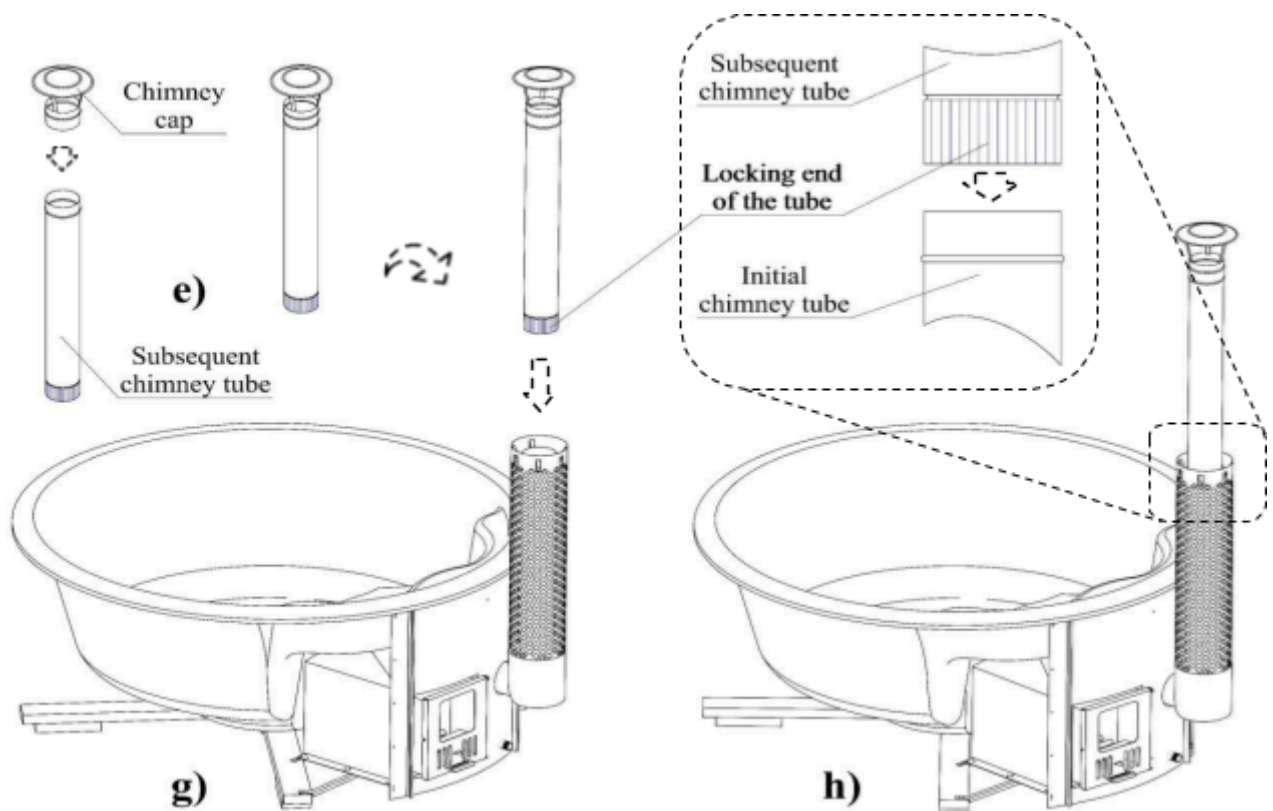 Chimney
cap
e)
Subsequent
chimney tube
Subsequent
chimney tube
Locking end
of the tube
Initial
chimney tube
g)
h)